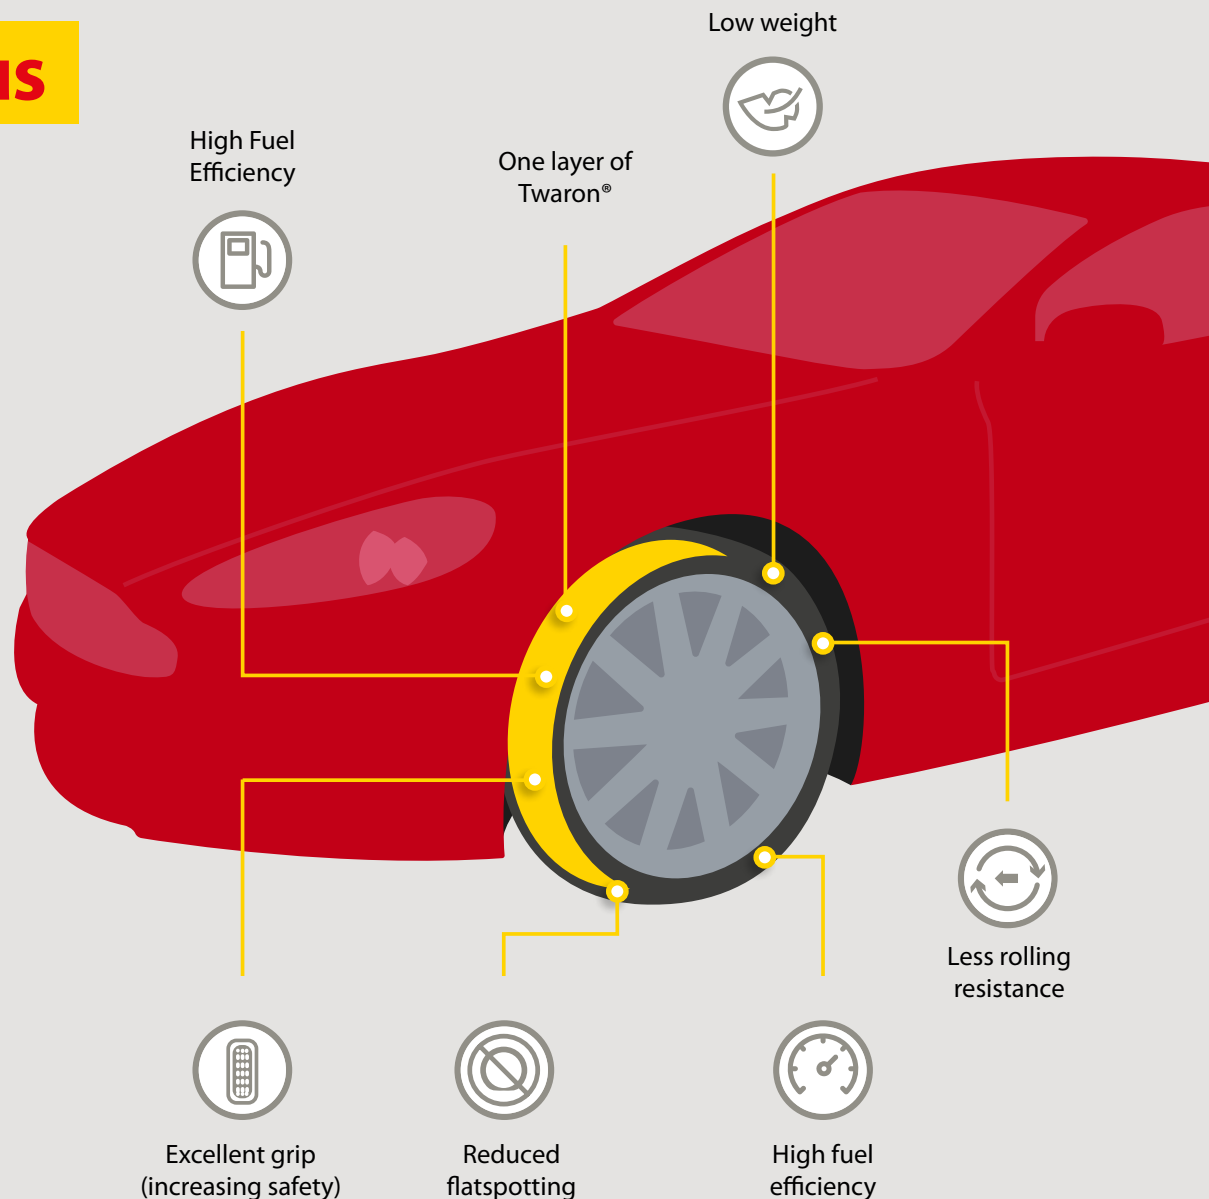 us
Low weight
High Fuel
Efficiency
One layer of
Twaron®
Less rolling
resistance
Excellent grip
(increasing safety)
Reduced
flatspotting
High fuel
efficiency